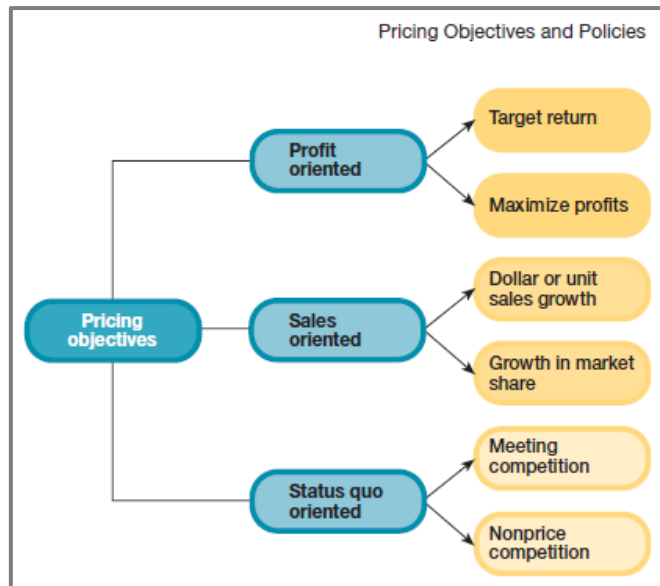 Pricing Objectives and Policies
Profit
oriented
Target return
Maximize profits
Pricing
objectives
Sales
oriented
Dollar or unit
sales growth
Growth in market
share
Status quo
oriented
Meeting
competition
Nonprice
competition